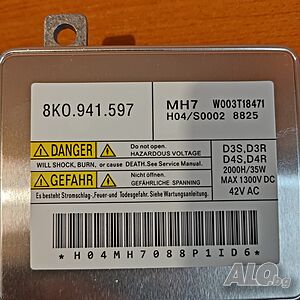 8K0.941.597
MH7 W003T18471
H04/S0002 8825
DANGER
Do not open.
HAZARDOUS VOLTAGE
WILL SHOCK, BURN, or cause DEATH.See Service Manual.
GEFAHR
Nicht öffnen.
GEFÄHRLICHE SPANNUNG
Es besteht Stromschlag-,Feuer-und Todesgefahr. Siehe Wartungsanleitung.
D3S,D3R
D4S,D4R
2000H/35W
MAX 1300V DC
42V AC
*H04MH7088P1ID6*
ALO.bg